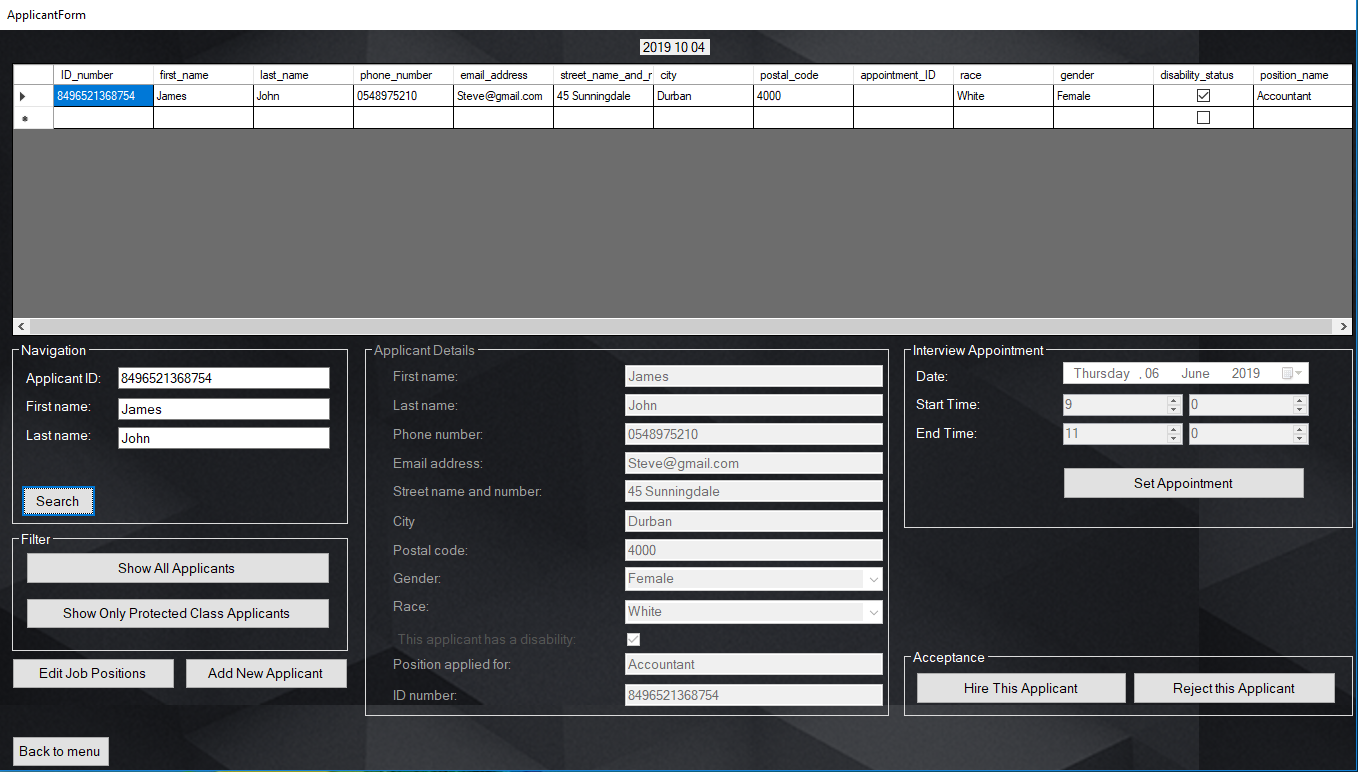 ApplicantForm
2019 10 04
ID_number first_name last_name phone_number email_address street_name_and_r city postal_code appointment_ID race gender disability_status position_name
8496521368754 James John 0548975210 Steve@gmail.com 45 Sunningdale Durban 4000 White Female Accountant
Navigation
Applicant ID: 8496521368754
First name: James
Last name: John
Search
Filter
Show All Applicants
Show Only Protected Class Applicants
Edit Job Positions Add New Applicant
Back to menu
Applicant Details
First name: James
Last name: John
Phone number: 0548975210
Email address: Steve@gmail.com
Street name and number: 45 Sunningdale
City Durban
Postal code: 4000
Gender: Female
Race: White
This applicant has a disability:
Position applied for: Accountant
ID number: 8496521368754
Interview Appointment
Date: Thursday , 06 June 2019
Start Time: 9 0
End Time: 11 0
Set Appointment
Acceptance
Hire This Applicant Reject this Applicant